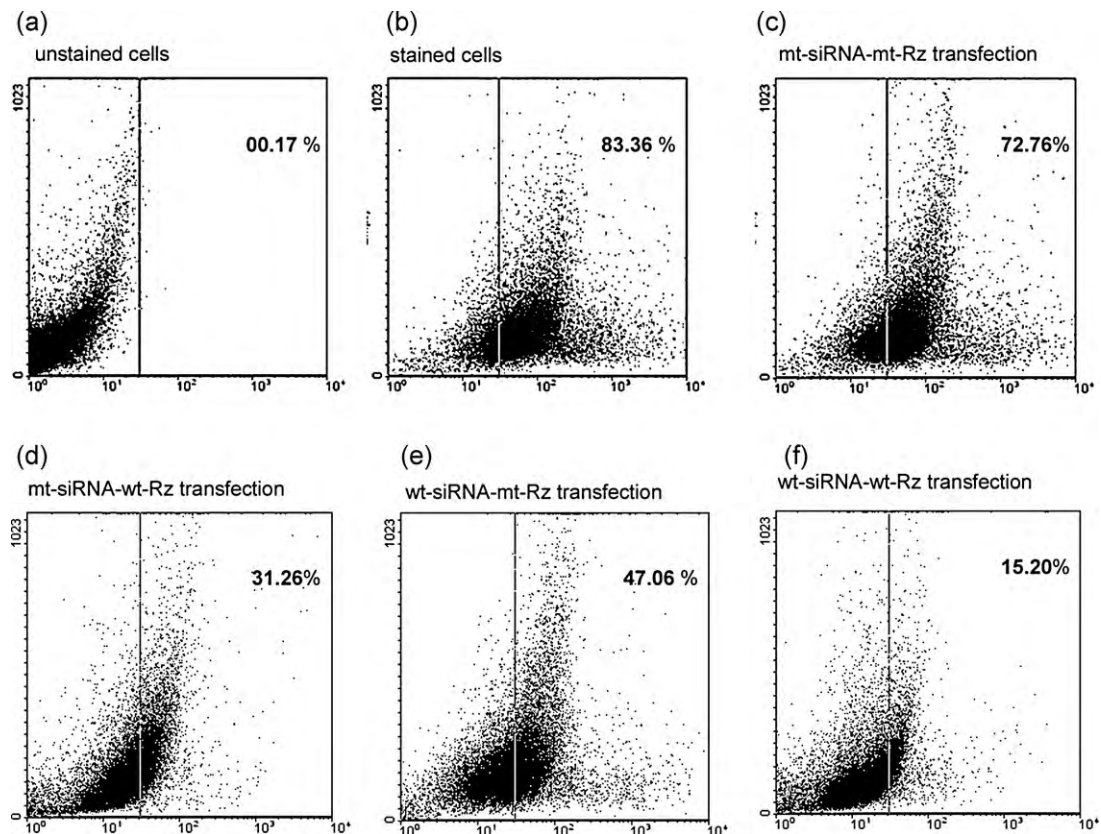 (a)
unstained cells
1023
00.17 %
0
10⁰ 10¹ 10² 10³ 10⁴
(b)
stained cells
1023
83.36 %
0
10⁰ 10¹ 10² 10³ 10⁴
(c)
mt-siRNA-mt-Rz transfection
1023
72.76%
0
10⁰ 10¹ 10² 10³ 10⁴
(d)
mt-siRNA-wt-Rz transfection
1023
31.26%
0
10⁰ 10¹ 10² 10³ 10⁴
(e)
wt-siRNA-mt-Rz transfection
1023
47.06 %
0
10⁰ 10¹ 10² 10³ 10⁴
(f)
wt-siRNA-wt-Rz transfection
1023
15.20%
0
10⁰ 10¹ 10² 10³ 10⁴